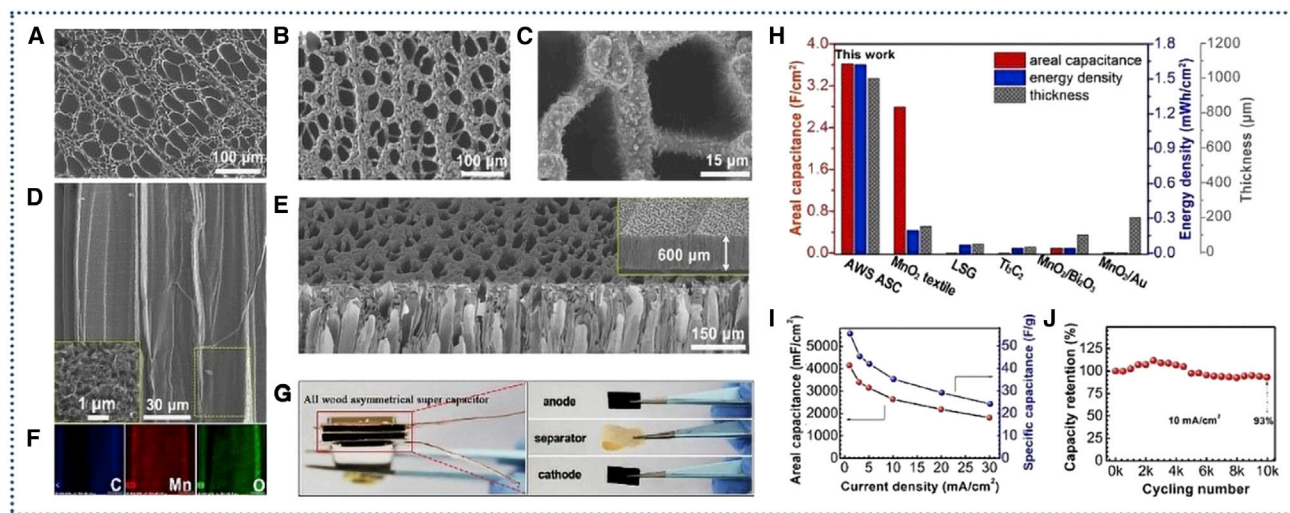 A
100 µm
B
100 µm
C
15 µm
D
1 µm
30 µm
E
600 µm
150 µm
F
C
Mn
O
G
All wood asymmetrical super capacitor
anode
separator
cathode
H
This work
areal capacitance
energy density
thickness
Areal capacitance (F/cm²)
4.0
3.2
2.4
1.6
0.8
0.0
Energy density (mWh/cm²)
1.8
1.5
1.2
0.9
0.6
0.3
0.0
Thickness (µm)
1200
1000
800
600
400
200
0
AWS ASC
MnO₂ textile
LSG
Ti₃C₂
MnO₂/Bi₂O₃
MnO₂/Au
I
Areal capacitance (mF/cm²)
5000
4000
3000
2000
1000
0
Specific capacitance (F/g)
50
40
30
20
10
0
0
5
10
15
20
25
30
Current density (mA/cm²)
J
Capacity retention (%)
125
100
75
50
25
0
10 mA/cm²
93%
0k
2k
4k
6k
8k
10k
Cycling number